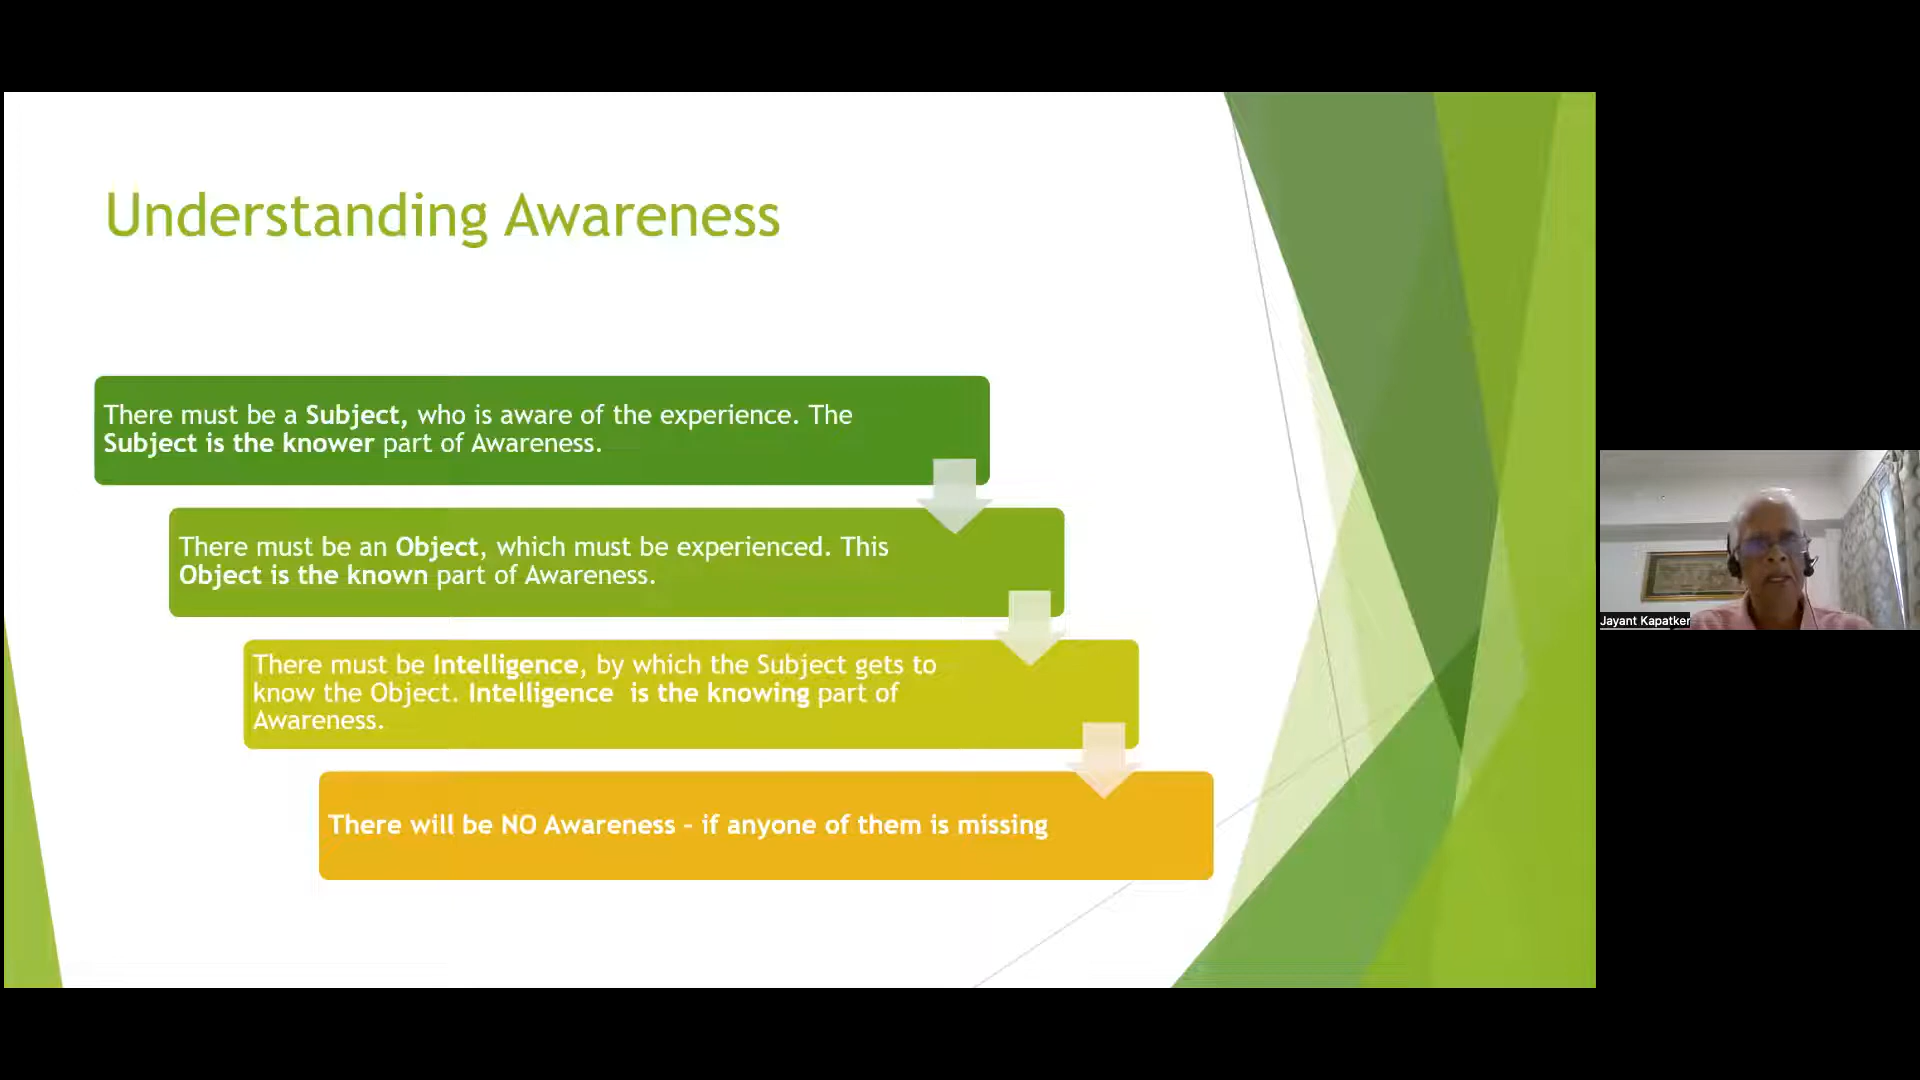 Understanding Awareness
There must be a Subject, who is aware of the experience. The
Subject is the knower part of Awareness.
There must be an Object, which must be experienced. This
Object is the known part of Awareness.
There must be Intelligence, by which the Subject gets to
know the Object. Intelligence  is the knowing part of
Awareness.
There will be NO Awareness – if anyone of them is missing
Jayant Kapatker